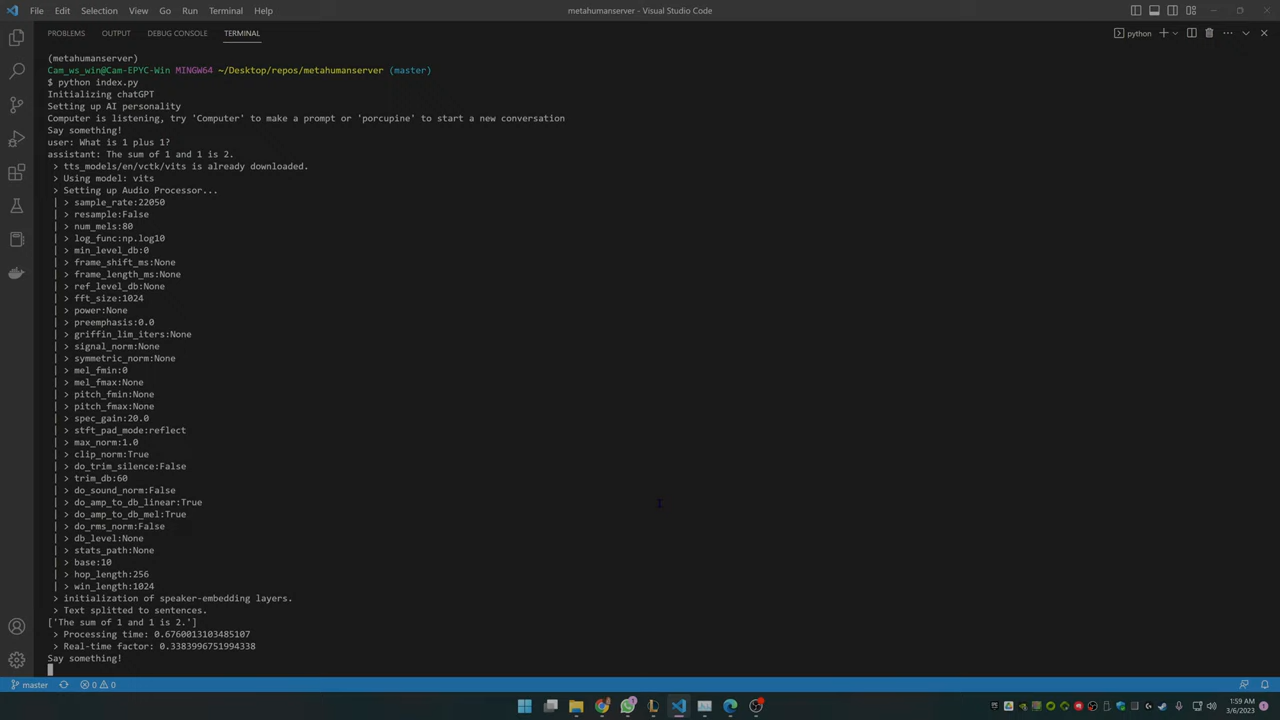 File Edit Selection View Go Run Terminal Help
metahumanserver - Visual Studio Code
PROBLEMS OUTPUT DEBUG CONSOLE TERMINAL
python
(metahumanserver)
Cam_ws_win@Cam-EPYC-Win MINGW64 ~/Desktop/repos/metahumanserver (master)
$ python index.py
Initializing chatGPT
Setting up AI personality
Computer is listening, try 'Computer' to make a prompt or 'porcupine' to start a new conversation
Say something!
user: What is 1 plus 1?
assistant: The sum of 1 and 1 is 2.
> tts_models/en/vctk/vits is already downloaded.
> Using model: vits
> Setting up Audio Processor...
| > sample_rate:22050
| > resample:False
| > num_mels:80
| > log_func:np.log10
| > min_level_db:0
| > frame_shift_ms:None
| > frame_length_ms:None
| > ref_level_db:None
| > fft_size:1024
| > power:None
| > preemphasis:0.0
| > griffin_lim_iters:None
| > signal_norm:None
| > symmetric_norm:None
| > mel_fmin:0
| > mel_fmax:None
| > pitch_fmin:None
| > pitch_fmax:None
| > spec_gain:20.0
| > stft_pad_mode:reflect
| > max_norm:1.0
| > clip_norm:True
| > do_trim_silence:False
| > trim_db:60
| > do_sound_norm:False
| > do_amp_to_db_linear:True
| > do_amp_to_db_mel:True
| > do_rms_norm:False
| > db_level:None
| > stats_path:None
| > base:10
| > hop_length:256
| > win_length:1024
> initialization of speaker-embedding layers.
> Text splitted to sentences.
['The sum of 1 and 1 is 2.']
> Processing time: 0.6760013103485107
> Real-time factor: 0.3383996751994338
Say something!
master 0 0
1:59 AM
3/6/2023